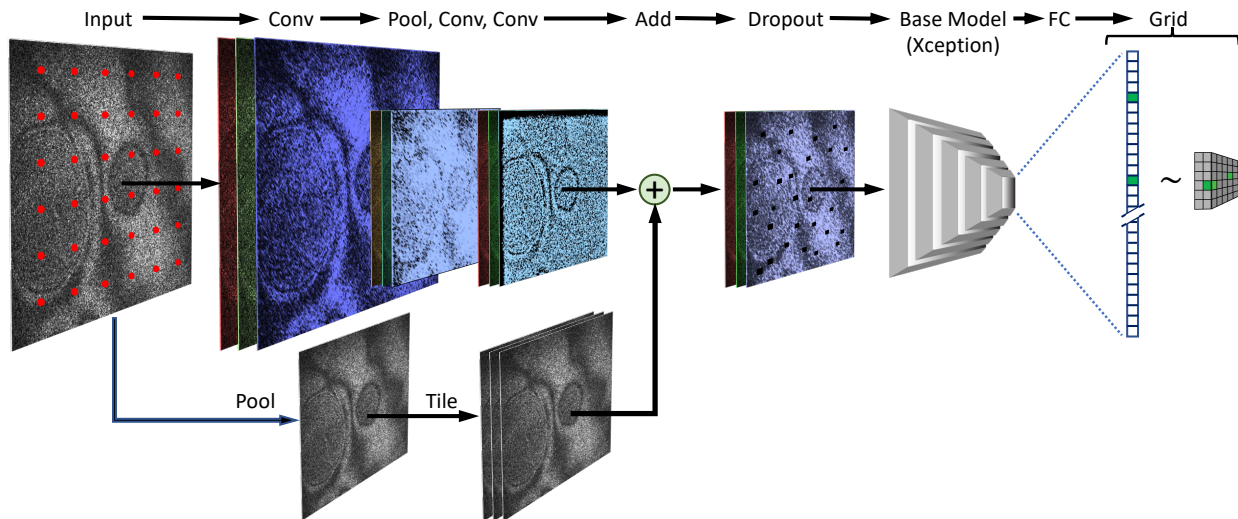 Input Conv Pool, Conv, Conv Add Dropout Base Model FC Grid
(Xception)
Pool Tile
+
~